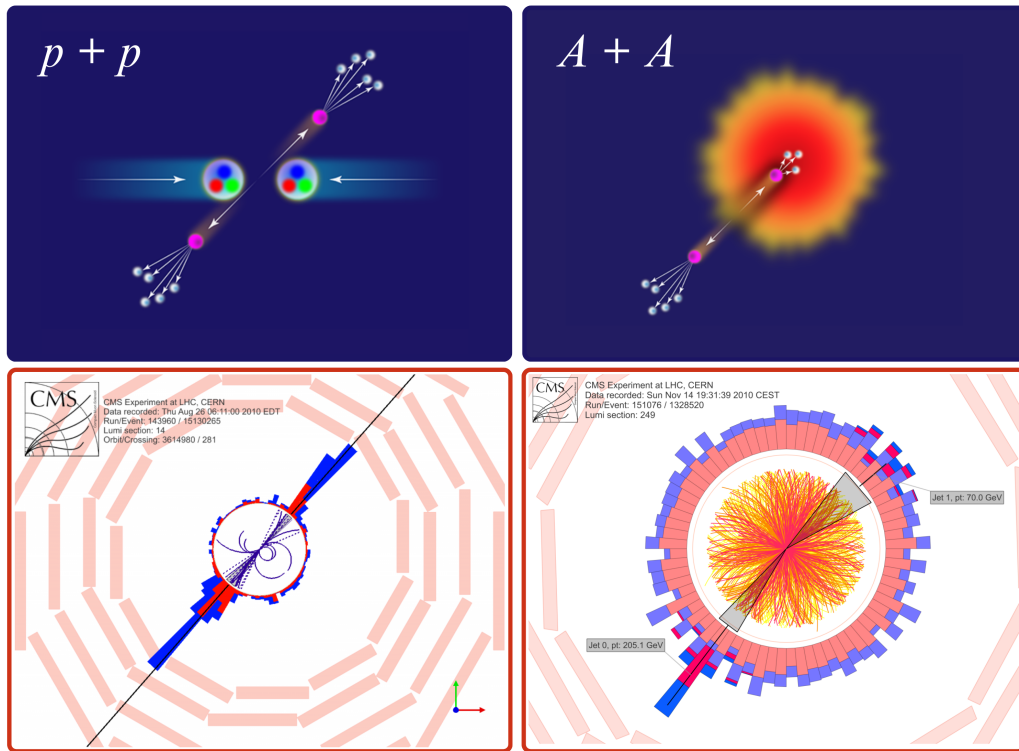 p + p
A + A
CMS
CMS Experiment at LHC, CERN
Data recorded: Thu Aug 26 06:11:00 2010 EDT
Run/Event: 143960 / 15130265
Lumi section: 14
Orbit/Crossing: 3614980 / 281
CMS
CMS Experiment at LHC, CERN
Data recorded: Sun Nov 14 19:31:39 2010 CEST
Run/Event: 151076 / 1328520
Lumi section: 249
Jet 1, pt: 70.0 GeV
Jet 0, pt: 205.1 GeV